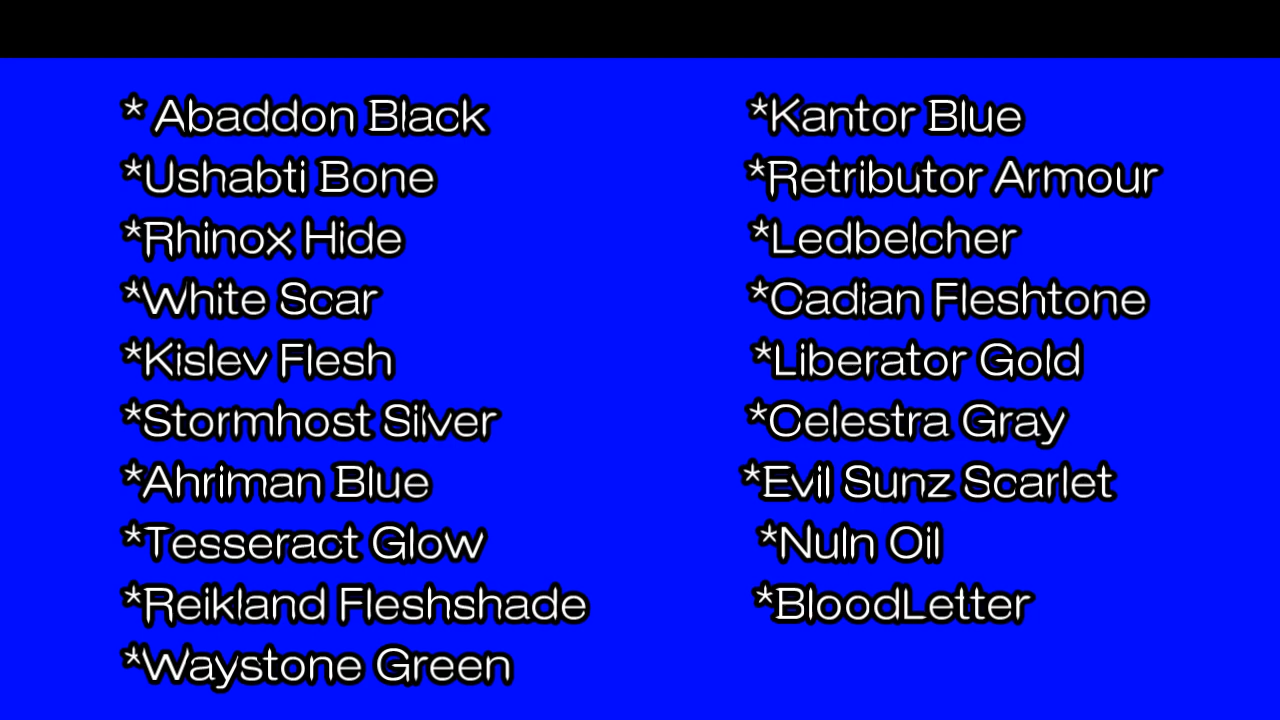 * Abaddon Black
*Ushabti Bone
*Rhinox Hide
*White Scar
*Kislev Flesh
*Stormhost Silver
*Ahriman Blue
*Tesseract Glow
*Reikland Fleshshade
*Waystone Green
*Kantor Blue
*Retributor Armour
*Ledbelcher
*Cadian Fleshtone
*Liberator Gold
*Celestra Gray
*Evil Sunz Scarlet
*Nuln Oil
*BloodLetter